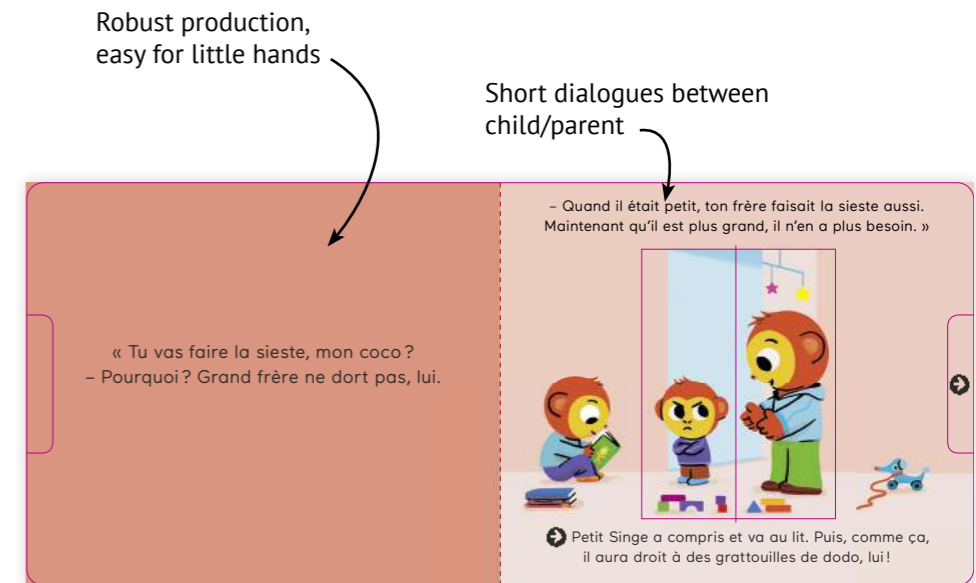 Robust production,
easy for little hands
Short dialogues between
child/parent
« Tu vas faire la sieste, mon coco ?
– Pourquoi ? Grand frère ne dort pas, lui.
– Quand il était petit, ton frère faisait la sieste aussi.
Maintenant qu’il est plus grand, il n’en a plus besoin. »
Petit Singe a compris et va au lit. Puis, comme ça,
il aura droit à des grattouilles de dodo, lui !